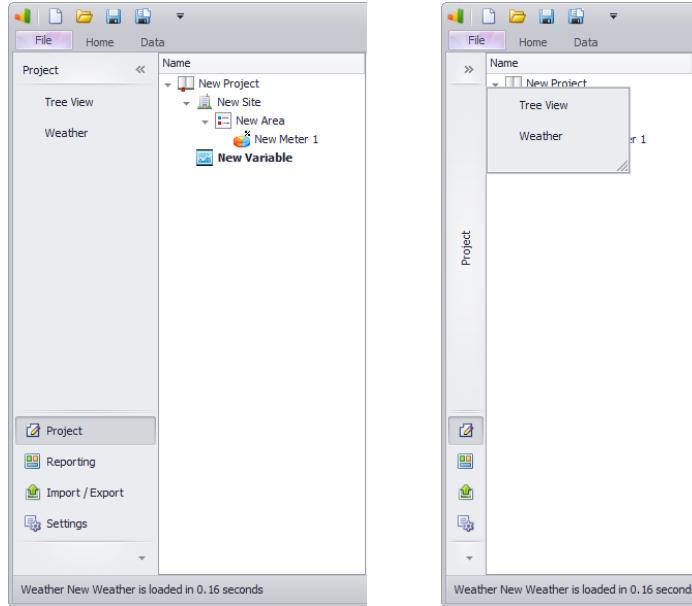 File Home Data
Project
Name
Tree View
Weather
New Project
New Site
New Area
New Meter 1
New Variable
Project
Reporting
Import / Export
Settings
Weather New Weather is loaded in 0.16 seconds
File Home Data
Name
New Project
Tree View
Weather
r 1
Project
Weather New Weather is loaded in 0.16 second